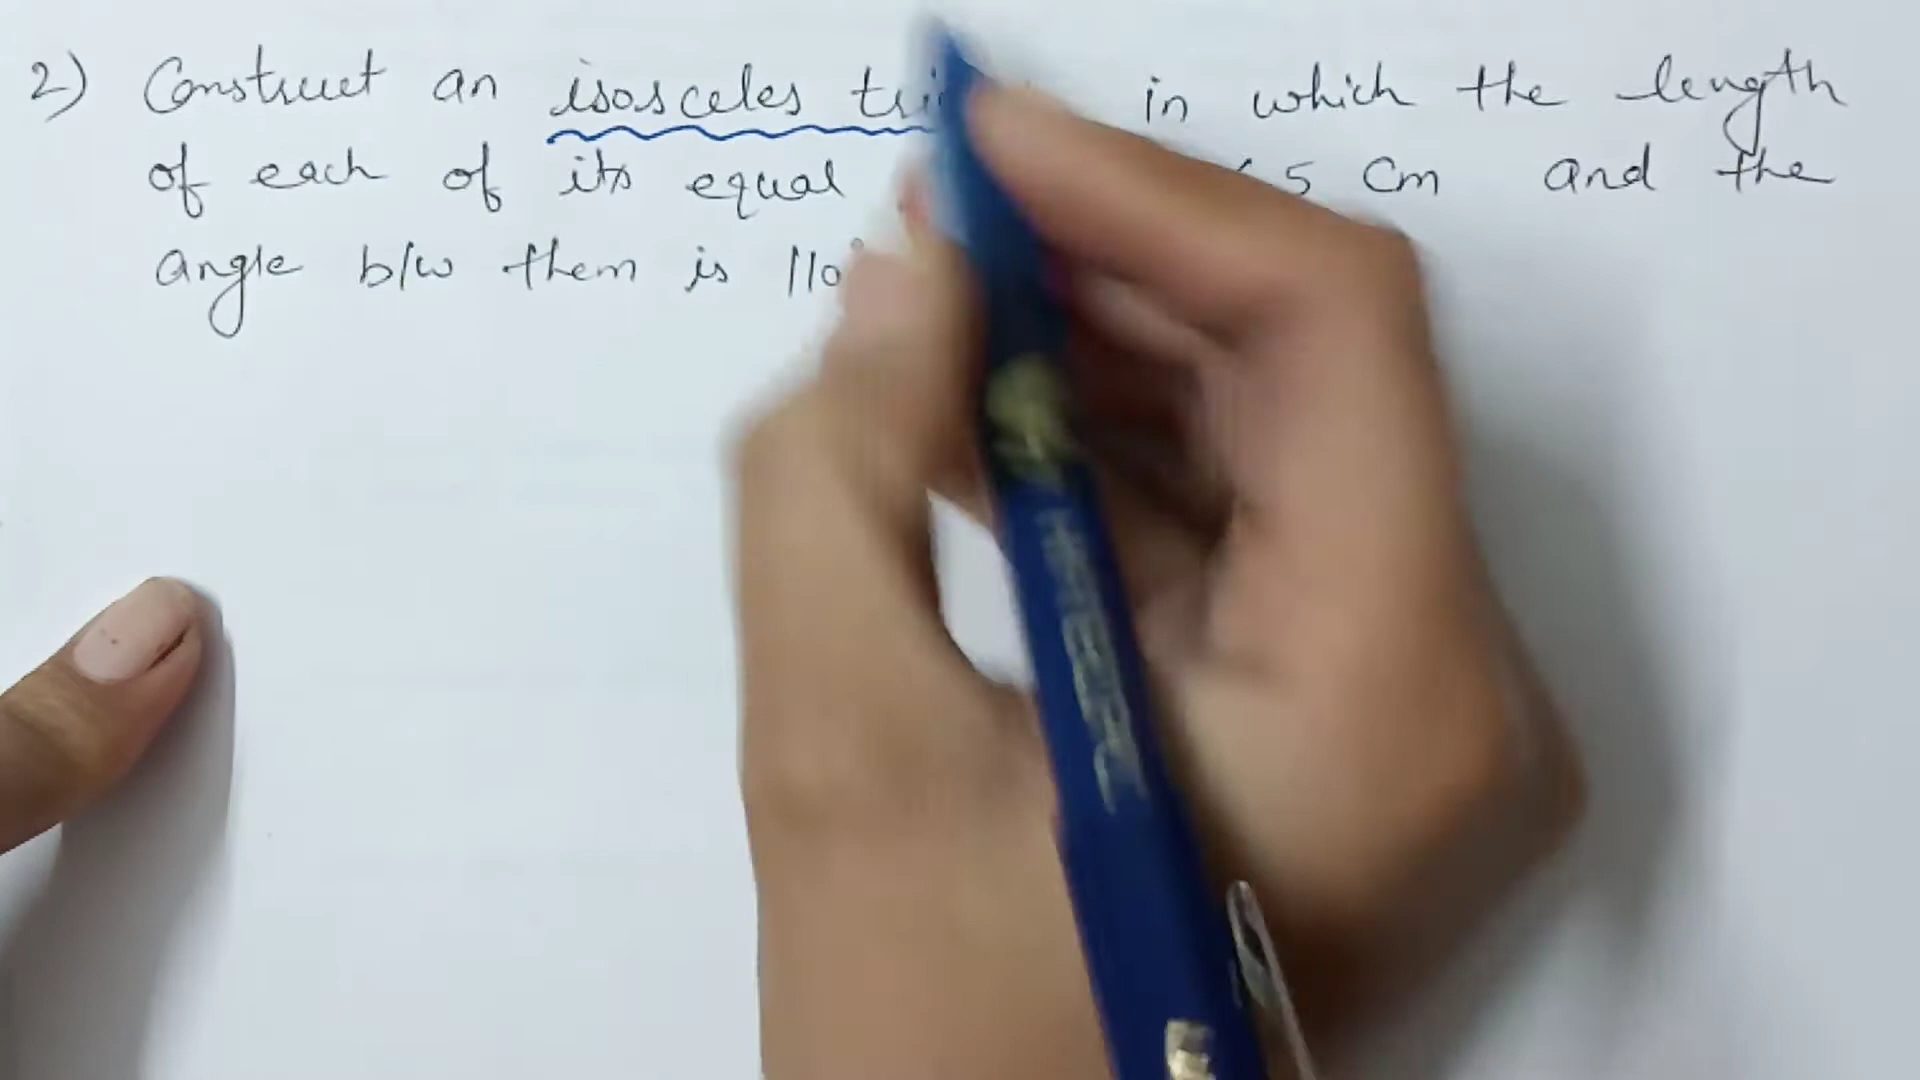 2) Construct an isosceles in which the length
of each of its equal 5 cm and the
angle b/w them is 110°